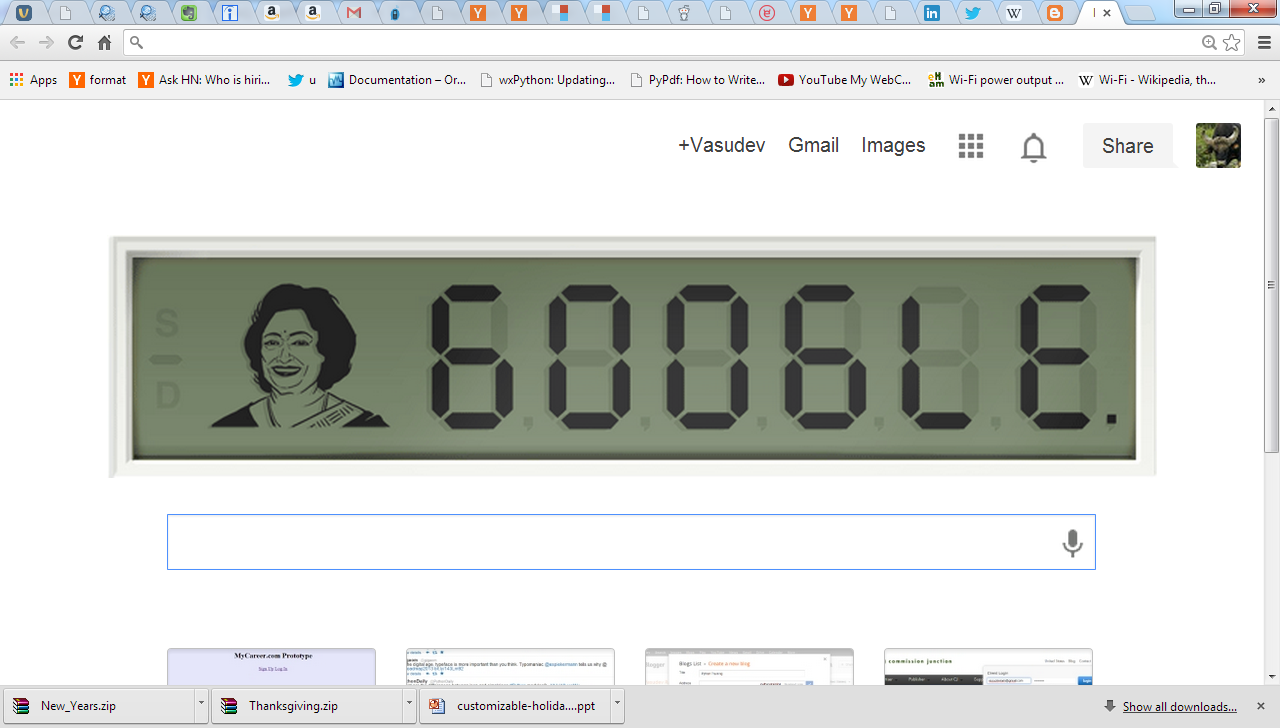 Apps
format
Ask HN: Who is hiri...
u
Documentation – Or...
wxPython: Updating...
PyPdf: How to Write...
YouTube My WebC...
Wi-Fi power output ...
Wi-Fi - Wikipedia, th...
»
+Vasudev
Gmail
Images
Share
S
D
GOOGLE.
MyCareer.com Prototype
Sign Up Log In
Blogs List › Create a new blog
commission junction
New_Years.zip
Thanksgiving.zip
customizable-holida....ppt
Show all downloads...